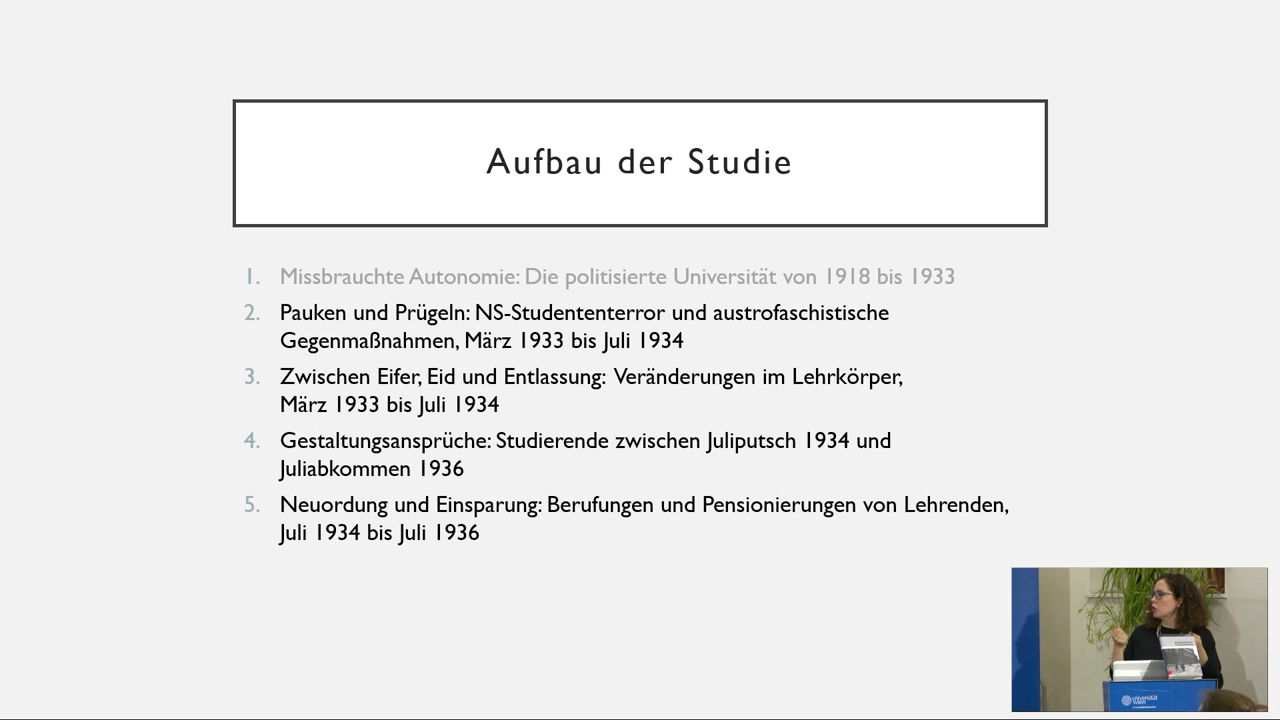 Aufbau der Studie
1. Missbrauchte Autonomie: Die politisierte Universität von 1918 bis 1933
2. Pauken und Prügeln: NS-Studententerror und austrofaschistische
Gegenmaßnahmen, März 1933 bis Juli 1934
3. Zwischen Eifer, Eid und Entlassung: Veränderungen im Lehrkörper,
März 1933 bis Juli 1934
4. Gestaltungsansprüche: Studierende zwischen Juliputsch 1934 und
Juliabkommen 1936
5. Neuordung und Einsparung: Berufungen und Pensionierungen von Lehrenden,
Juli 1934 bis Juli 1936
universität
wien